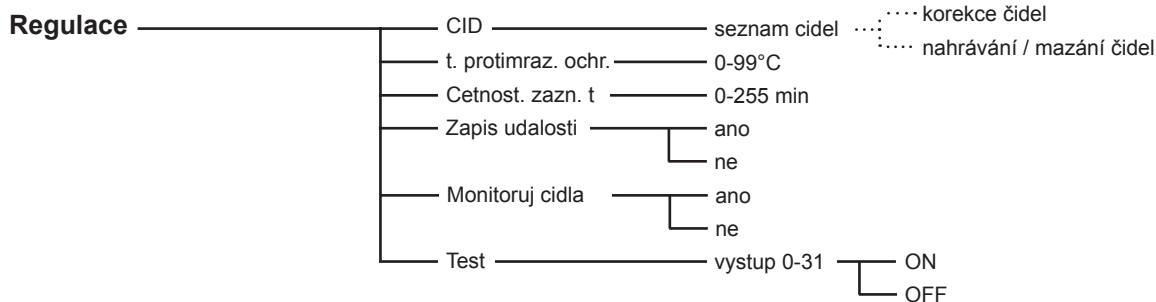 korekce čidel
Regulace CID seznam cidel
nahrávání / mazání čidel
t. protimraz. ochr. 0-99°C
Cetnost. zazn. t 0-255 min
Zapis udalosti ano
ne
Monitoruj cidla ano
ne
Test vystup 0-31 ON
OFF